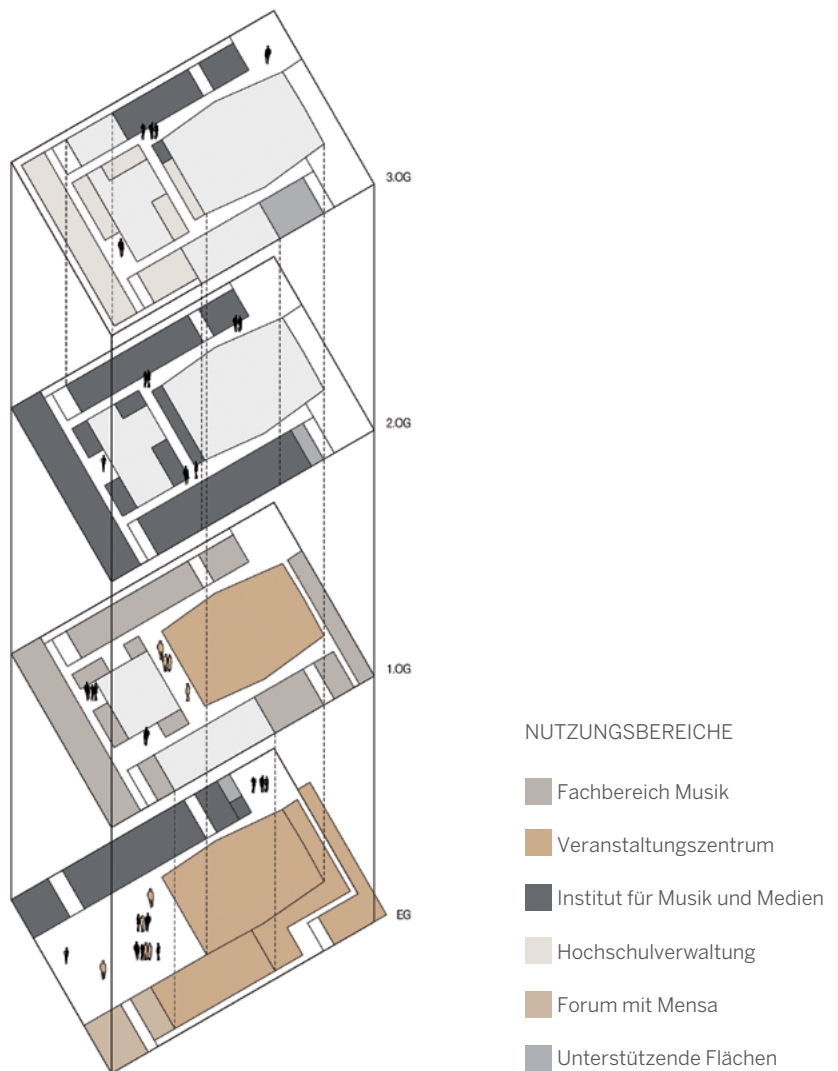 3.OG
2.OG
1.OG
EG
NUTZUNGSBEREICHE
Fachbereich Musik
Veranstaltungszentrum
Institut für Musik und Medien
Hochschulverwaltung
Forum mit Mensa
Unterstützende Flächen